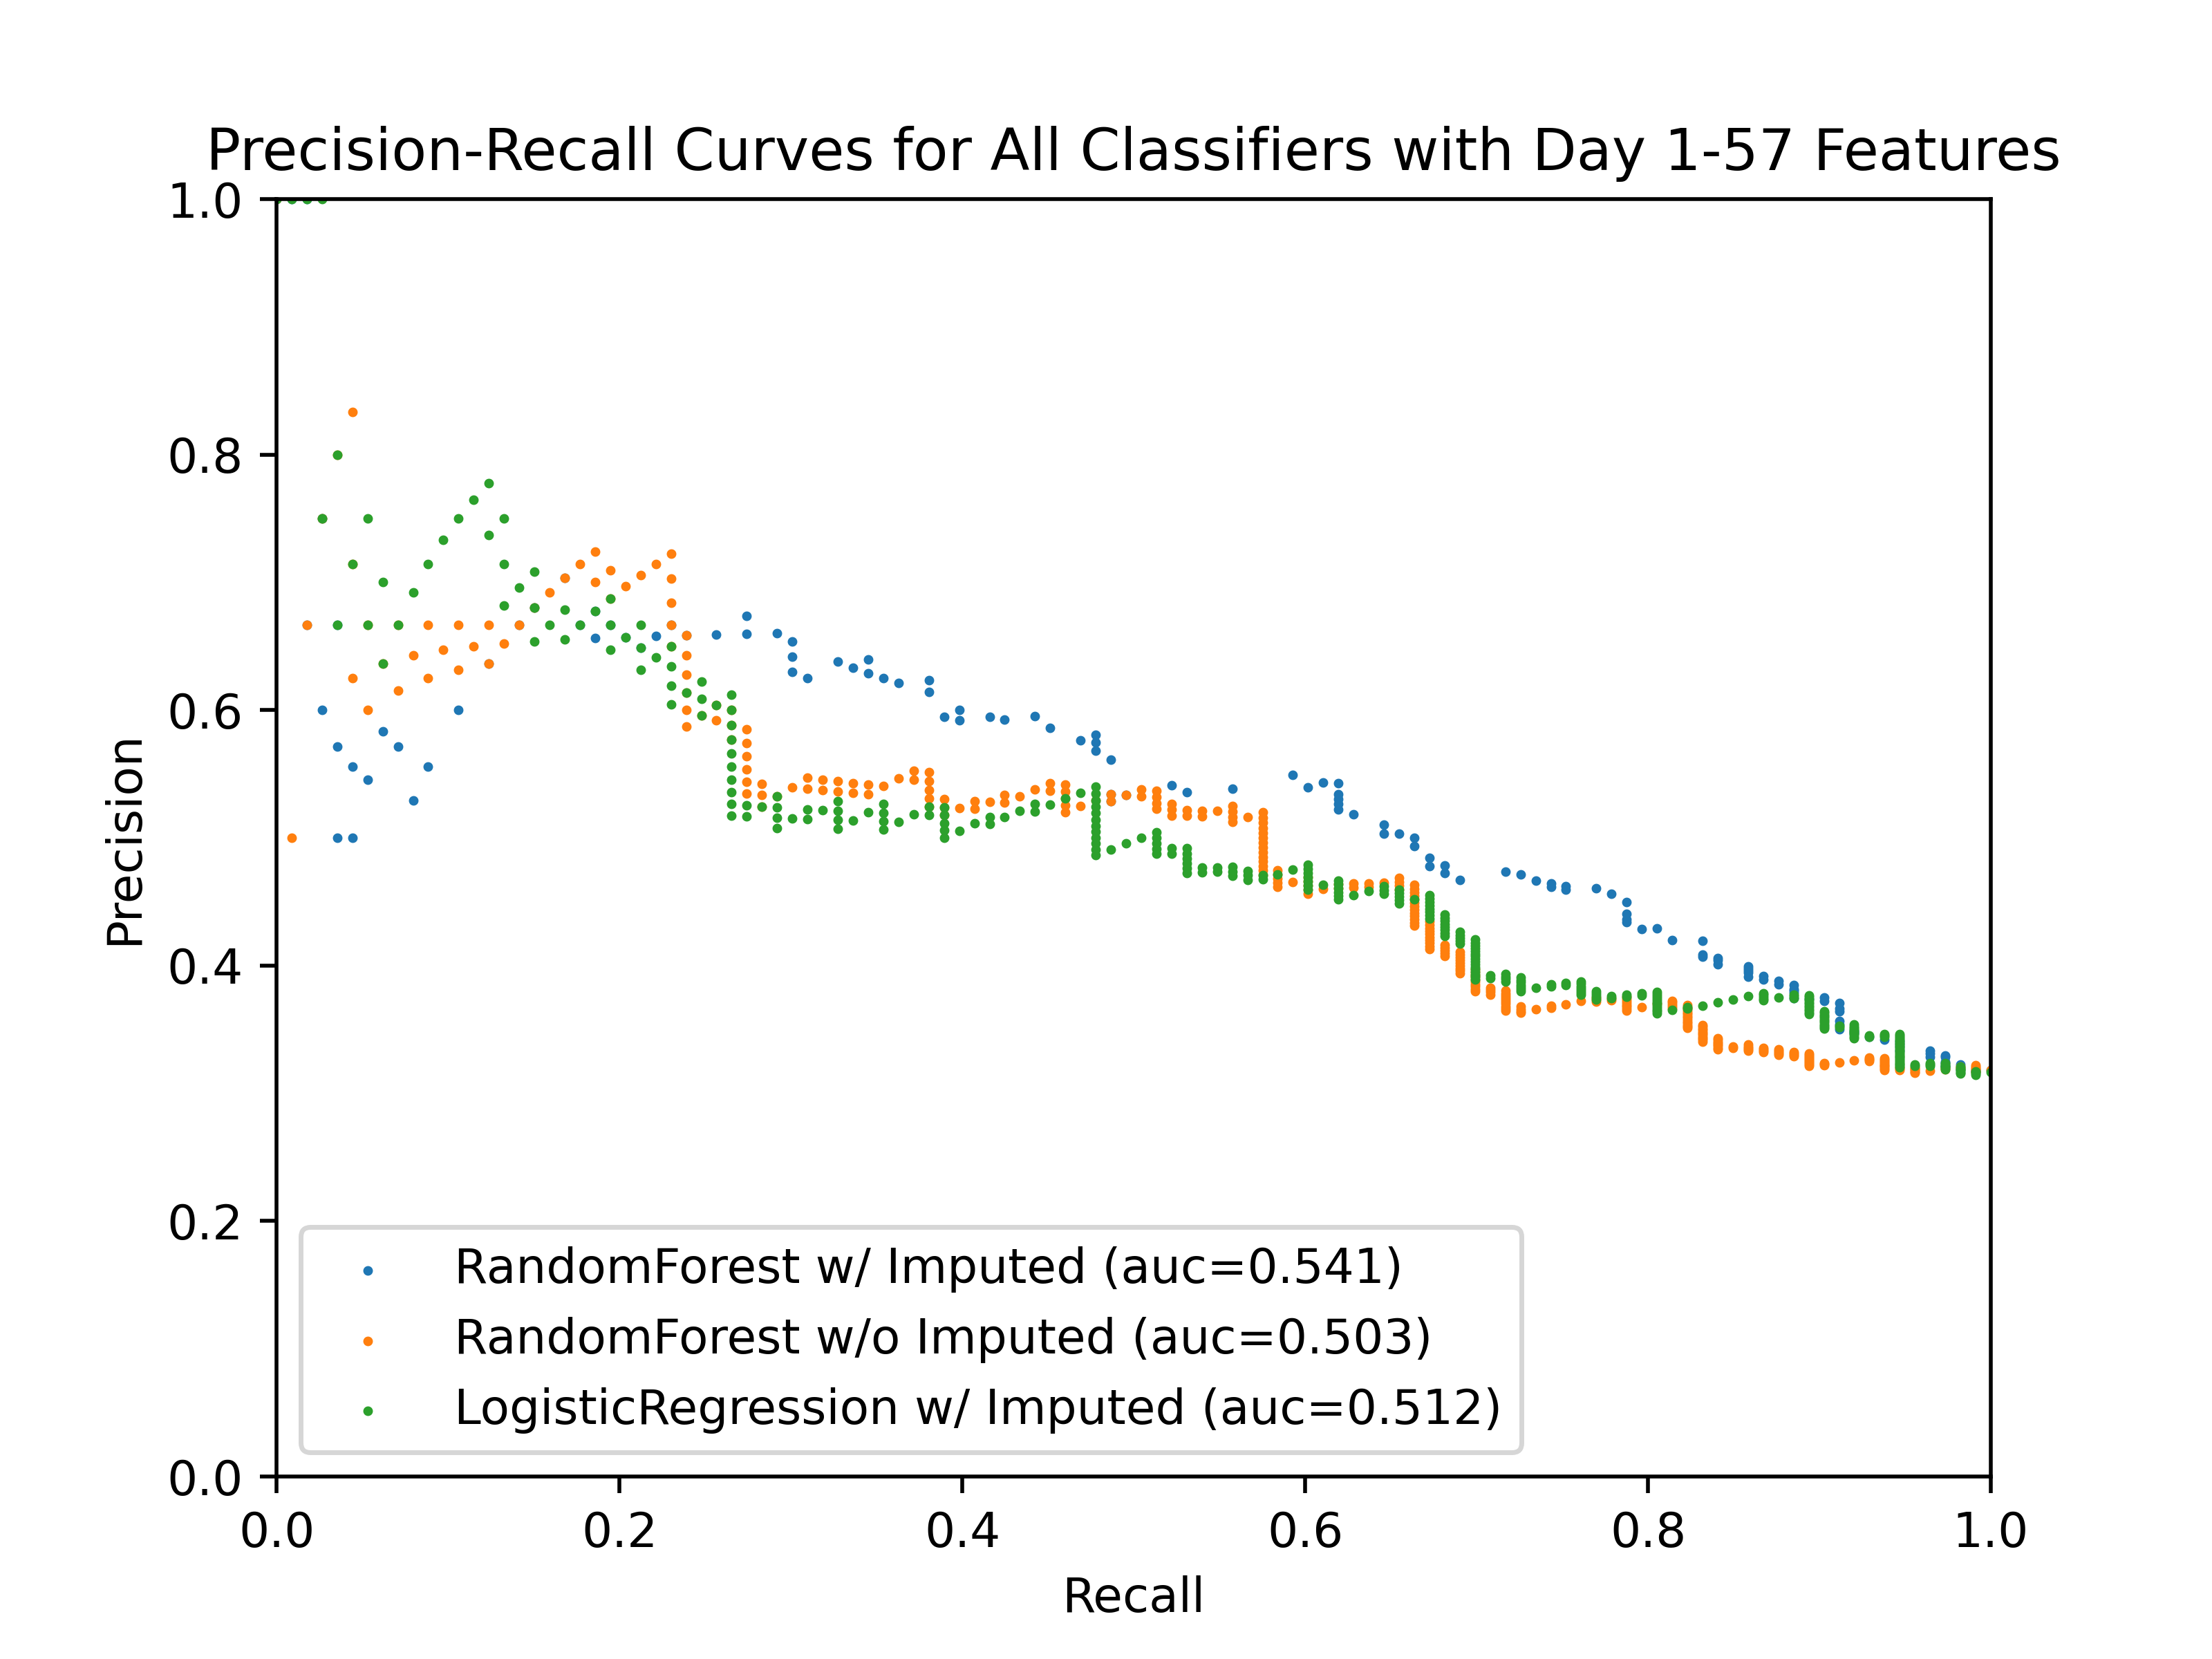 Precision-Recall Curves for All Classifiers with Day 1-57 Features
1.0
0.8
0.6
0.4
0.2
0.0
Precision
RandomForest w/ Imputed (auc=0.541)
RandomForest w/o Imputed (auc=0.503)
LogisticRegression w/ Imputed (auc=0.512)
0.0 0.2 0.4 0.6 0.8 1.0
Recall